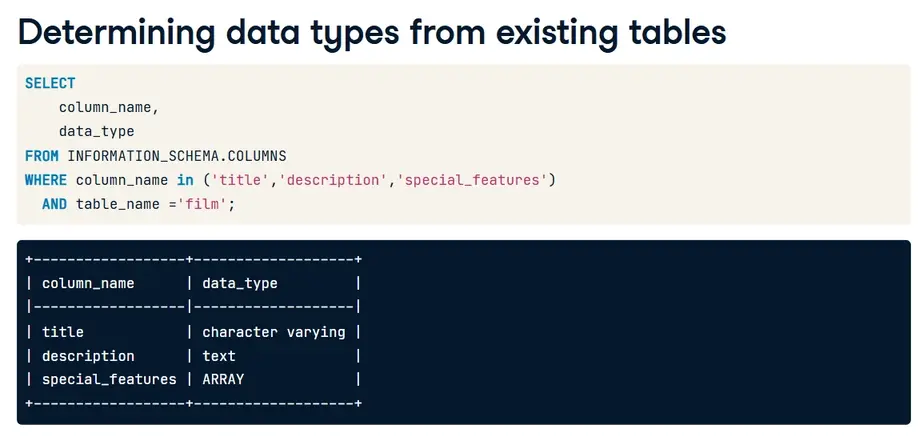 Determining data types from existing tables
SELECT
    column_name,
    data_type
FROM INFORMATION_SCHEMA.COLUMNS
WHERE column_name in ('title','description','special_features')
  AND table_name ='film';
+------------------+-------------------+
| column_name      | data_type         |
|------------------|-------------------|
| title            | character varying |
| description      | text              |
| special_features | ARRAY             |
+------------------+-------------------+